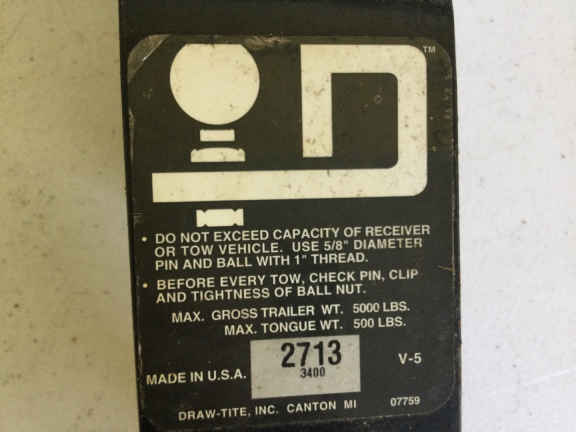 ™
• DO NOT EXCEED CAPACITY OF RECEIVER
OR TOW VEHICLE. USE 5/8" DIAMETER
PIN AND BALL WITH 1" THREAD.
• BEFORE EVERY TOW, CHECK PIN, CLIP
AND TIGHTNESS OF BALL NUT.
MAX. GROSS TRAILER WT. 5000 LBS.
MAX. TONGUE WT. 500 LBS.
2713
3400
V-5
MADE IN U.S.A.
DRAW-TITE, INC. CANTON MI
07759